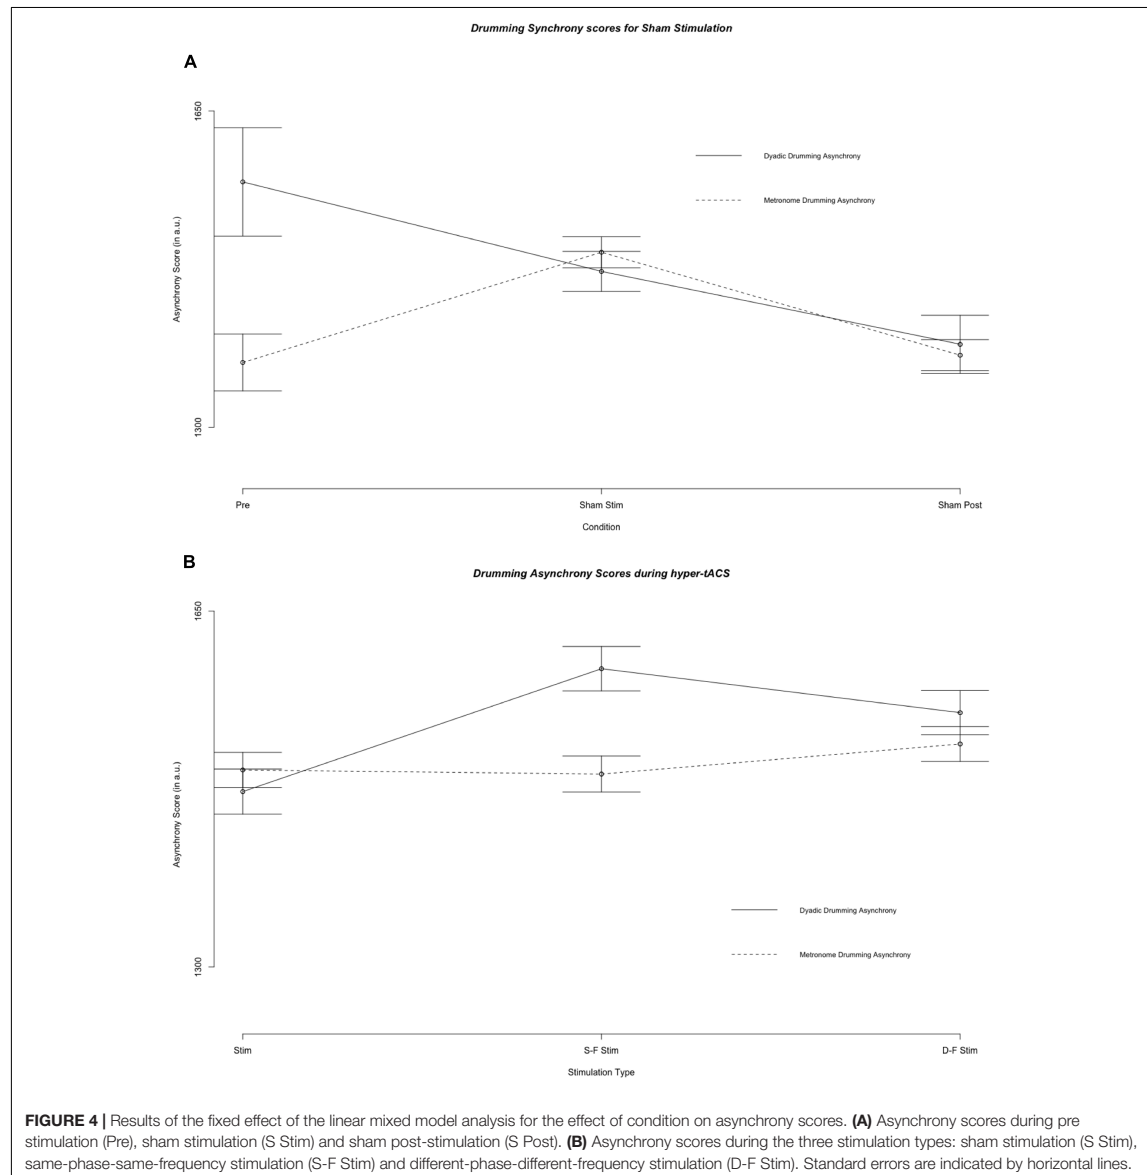 Drumming Synchrony scores for Sham Stimulation
A
1650
Dyadic Drumming Asynchrony
Metronome Drumming Asynchrony
Asynchrony Score (in a.u.)
1300
Pre
Sham Stim
Sham Post
Condition
B
Drumming Asynchrony Scores during hyper-tACS
1650
Asynchrony Score (in a.u.)
Dyadic Drumming Asynchrony
Metronome Drumming Asynchrony
1300
Stim
S-F Stim
D-F Stim
Stimulation Type
FIGURE 4 | Results of the fixed effect of the linear mixed model analysis for the effect of condition on asynchrony scores. (A) Asynchrony scores during pre
stimulation (Pre), sham stimulation (S Stim) and sham post-stimulation (S Post). (B) Asynchrony scores during the three stimulation types: sham stimulation (S Stim),
same-phase-same-frequency stimulation (S-F Stim) and different-phase-different-frequency stimulation (D-F Stim). Standard errors are indicated by horizontal lines.